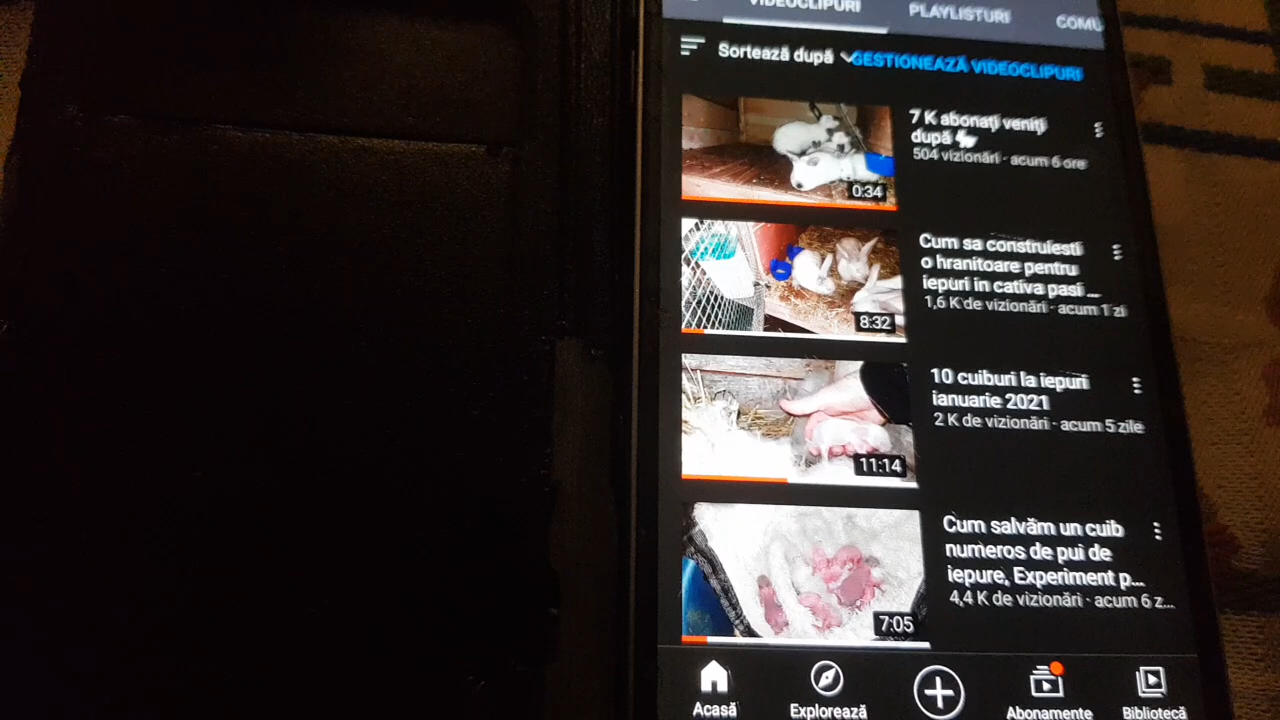 VIDEOCLIPURI PLAYLISTURI COMU
Sortează după GESTIONEAZĂ VIDEOCLIPURI
7 K abonați veniți
după 🐇
504 vizionări · acum 6 ore
0:34
Cum sa construiesti
o hranitoare pentru
iepuri in cativa pasi ...
1,6 K de vizionări · acum 1 zi
8:32
10 cuiburi la iepuri
ianuarie 2021
2 K de vizionări · acum 5 zile
11:14
Cum salvăm un cuib
numeros de pui de
iepure, Experiment p...
4,4 K de vizionări · acum 6 z...
7:05
Acasă Explorează Abonamente Bibliotecă